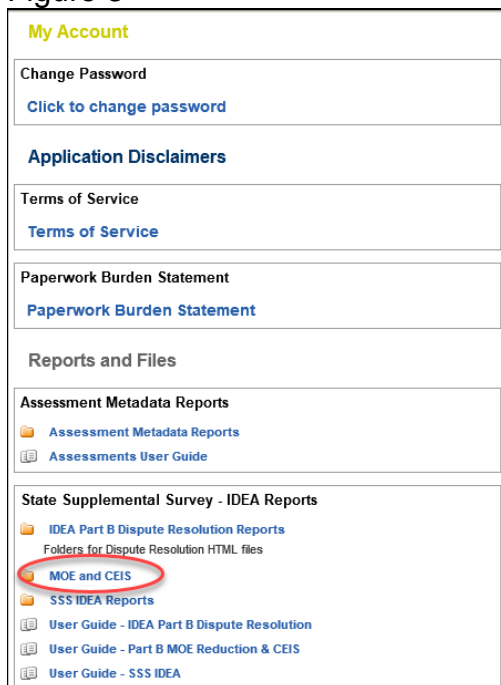 My Account
Change Password
Click to change password
Application Disclaimers
Terms of Service
Terms of Service
Paperwork Burden Statement
Paperwork Burden Statement
Reports and Files
Assessment Metadata Reports
Assessment Metadata Reports
Assessments User Guide
State Supplemental Survey - IDEA Reports
IDEA Part B Dispute Resolution Reports
Folders for Dispute Resolution HTML files
MOE and CEIS
SSS IDEA Reports
User Guide - IDEA Part B Dispute Resolution
User Guide - Part B MOE Reduction & CEIS
User Guide - SSS IDEA